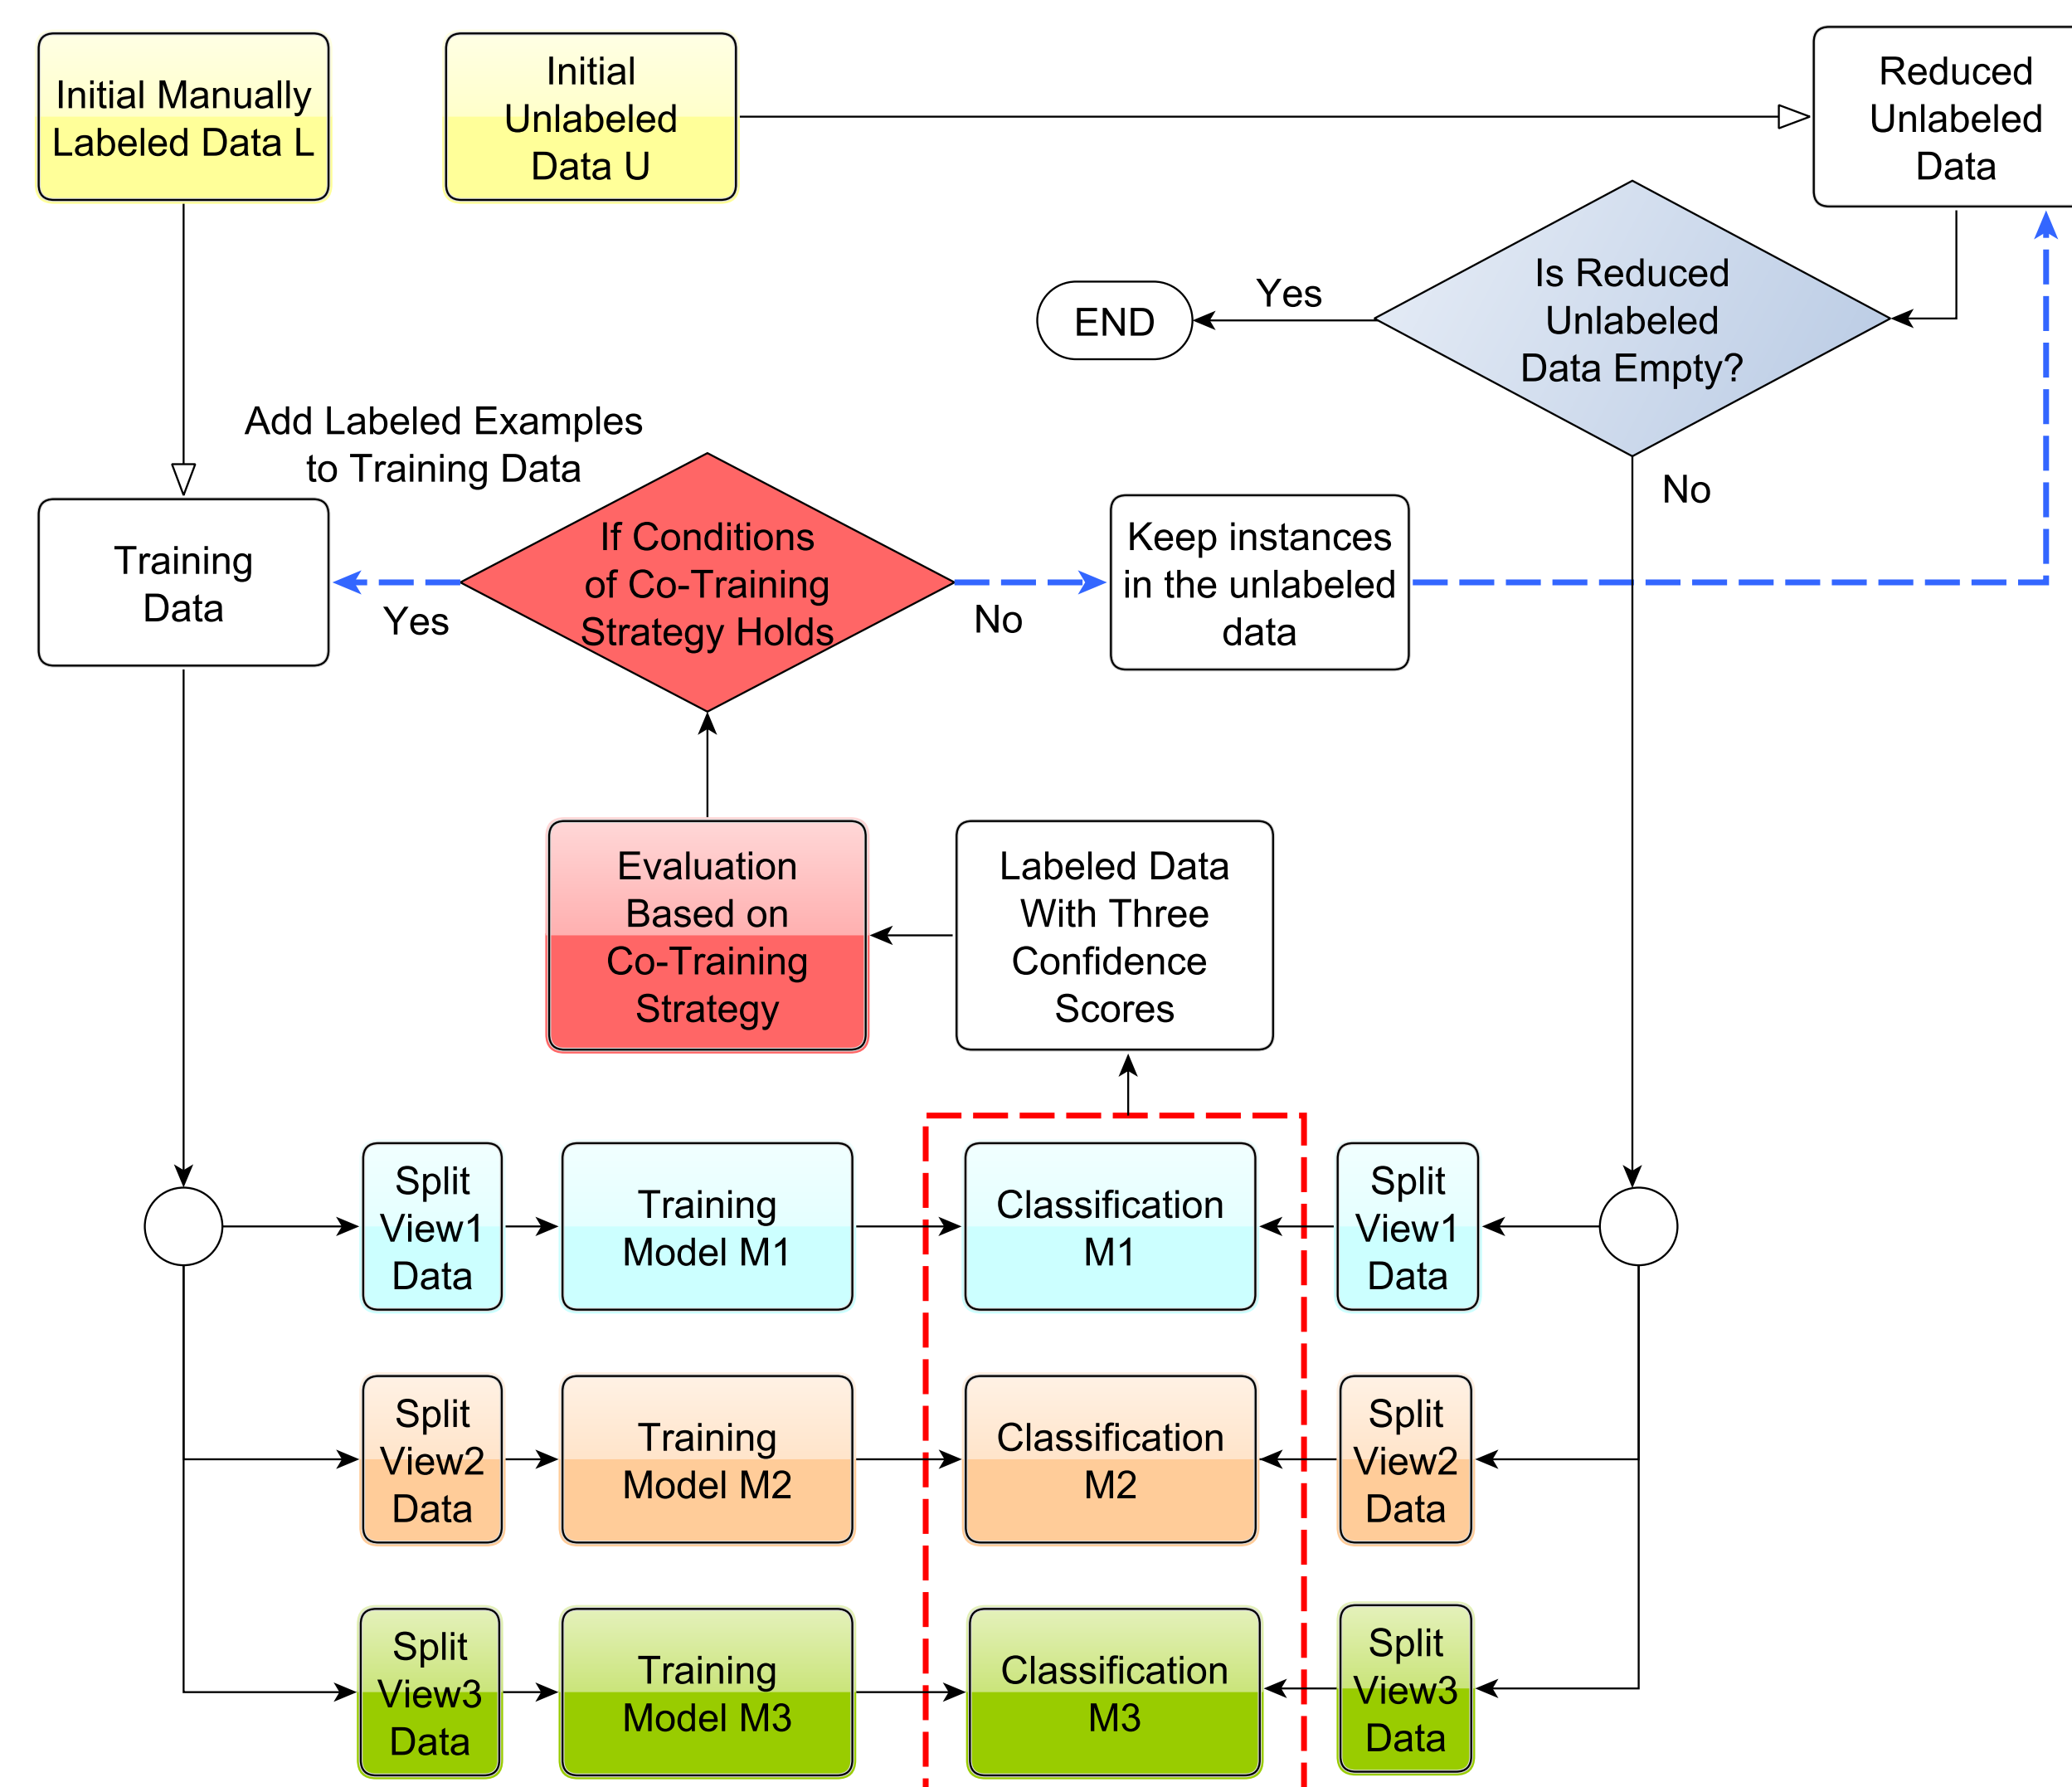 Initial Manually
Labeled Data L
Initial
Unlabeled
Data U
Reduced
Unlabeled
Data
Is Reduced
Unlabeled
Data Empty?
Yes
END
No
Add Labeled Examples
to Training Data
Training
Data
Yes
If Conditions
of Co-Training
Strategy Holds
No
Keep instances
in the unlabeled
data
Evaluation
Based on
Co-Training
Strategy
Labeled Data
With Three
Confidence
Scores
Split
View1
Data
Training
Model M1
Classification
M1
Split
View1
Data
Split
View2
Data
Training
Model M2
Classification
M2
Split
View2
Data
Split
View3
Data
Training
Model M3
Classification
M3
Split
View3
Data